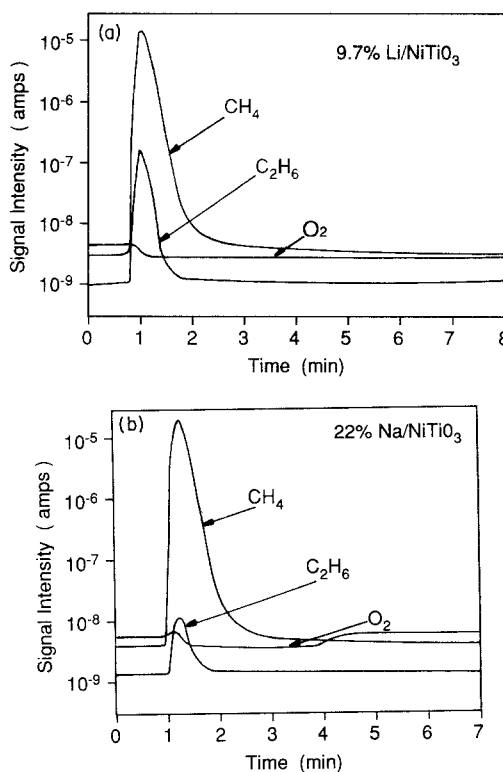 (a)
9.7% Li/NiTiO₃
Signal Intensity ( amps )
10⁻⁵
10⁻⁶
10⁻⁷
10⁻⁸
10⁻⁹
CH₄
C₂H₆
O₂
0 1 2 3 4 5 6 7 8
Time (min)
(b)
22% Na/NiTiO₃
Signal Intensity ( amps )
10⁻⁵
10⁻⁶
10⁻⁷
10⁻⁸
10⁻⁹
CH₄
C₂H₆
O₂
0 1 2 3 4 5 6 7
Time (min)